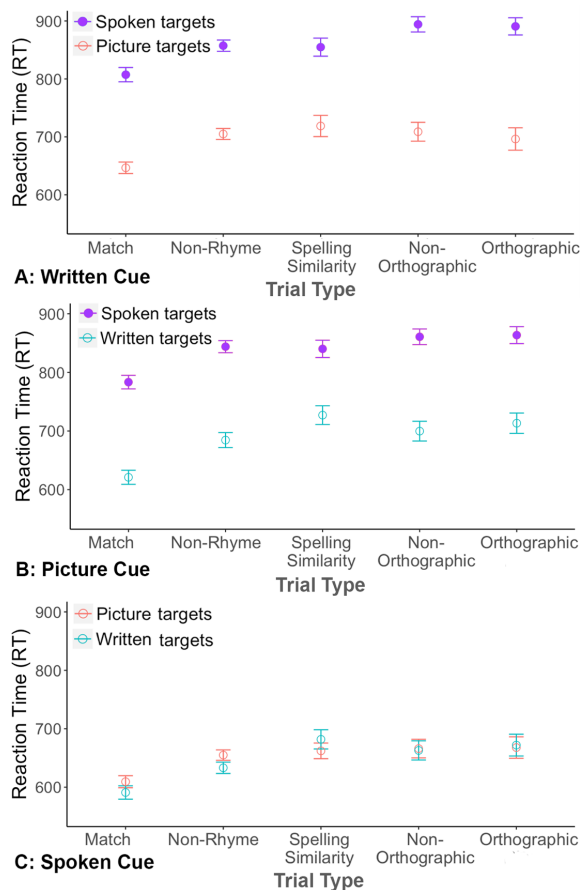 Reaction Time (RT)
900
800
700
600
Spoken targets
Picture targets
Match Non-Rhyme Spelling Similarity Non-Orthographic Orthographic
A: Written Cue
Trial Type
Reaction Time (RT)
900
800
700
600
Spoken targets
Written targets
Match Non-Rhyme Spelling Similarity Non-Orthographic Orthographic
B: Picture Cue
Trial Type
Reaction Time (RT)
900
800
700
600
Picture targets
Written targets
Match Non-Rhyme Spelling Similarity Non-Orthographic Orthographic
C: Spoken Cue
Trial Type